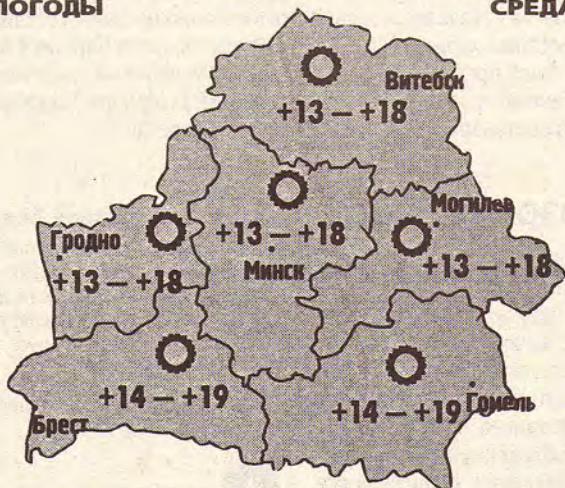 ПОГОДЫ
СРЕДА
Витебск
+13 — +18
Могилев
+13 — +18
Гродно
+13 — +18
Минск
+13 — +18
+14 — +19
Брест
+14 — +19
Гомель